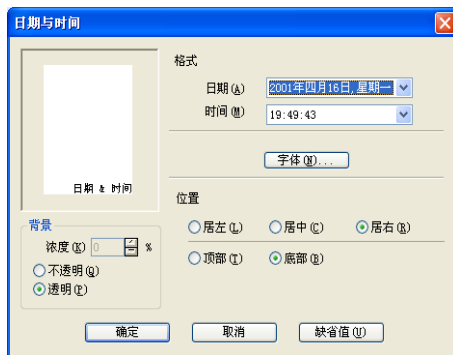 日期与时间
格式
日期(A) 2001年四月16日, 星期一
时间(M) 19:49:43
字体(N)...
日期 & 时间
位置
居左(L) 居中(C) 居右(R)
顶部(T) 底部(B)
背景
浓度(K) 0 %
不透明(Q)
透明(P)
确定 取消 缺省值(U)